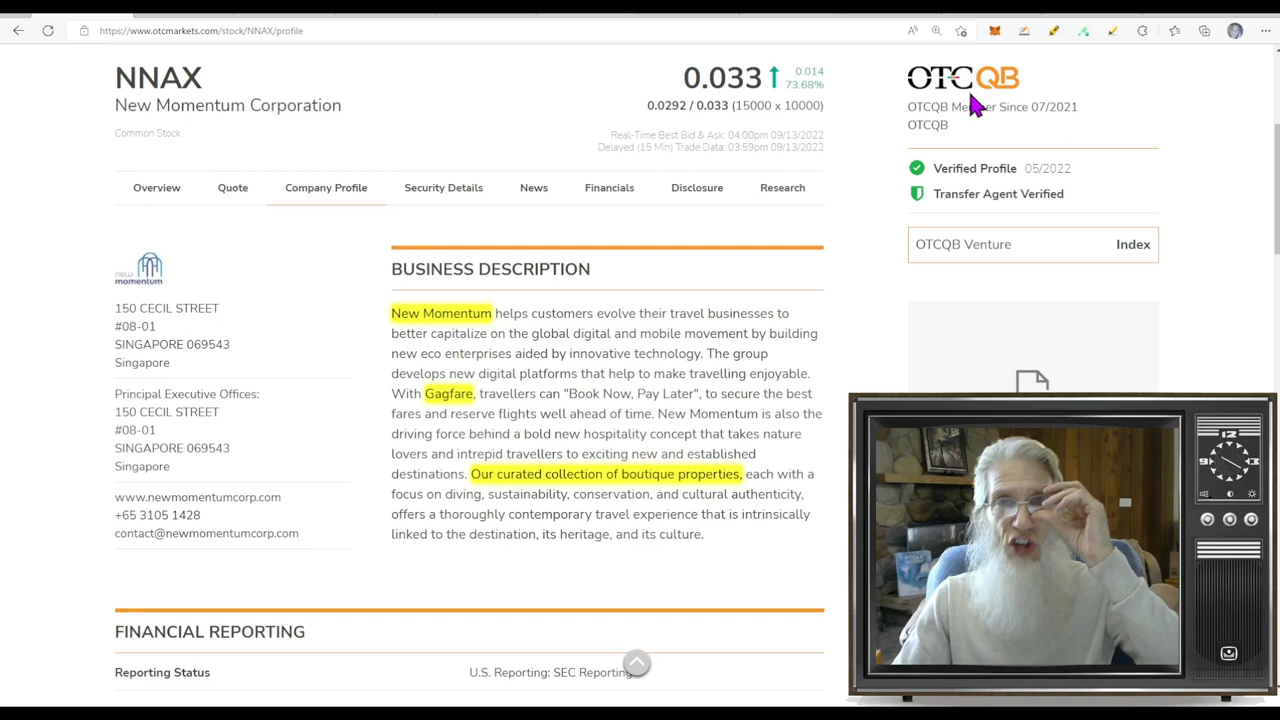 https://www.otcmarkets.com/stock/NNAX/profile
NNAX
New Momentum Corporation
Common Stock
0.033
0.014
73.68%
0.0292 / 0.033 (15000 x 10000)
Real-Time Best Bid & Ask: 04:00pm 09/13/2022
Delayed (15 Min) Trade Data: 03:59pm 09/13/2022
OTCQB
OTCQB Member Since 07/2021
OTCQB
Verified Profile 05/2022
Transfer Agent Verified
OTCQB Venture Index
Overview Quote Company Profile Security Details News Financials Disclosure Research
new
momentum
150 CECIL STREET
#08-01
SINGAPORE 069543
Singapore
Principal Executive Offices:
150 CECIL STREET
#08-01
SINGAPORE 069543
Singapore
www.newmomentumcorp.com
+65 3105 1428
contact@newmomentumcorp.com
BUSINESS DESCRIPTION
New Momentum helps customers evolve their travel businesses to
better capitalize on the global digital and mobile movement by building
new eco enterprises aided by innovative technology. The group
develops new digital platforms that help to make travelling enjoyable.
With Gagfare, travellers can "Book Now, Pay Later", to secure the best
fares and reserve flights well ahead of time. New Momentum is also the
driving force behind a bold new hospitality concept that takes nature
lovers and intrepid travellers to exciting new and established
destinations. Our curated collection of boutique properties, each with a
focus on diving, sustainability, conservation, and cultural authenticity,
offers a thoroughly contemporary travel experience that is intrinsically
linked to the destination, its heritage, and its culture.
FINANCIAL REPORTING
Reporting Status U.S. Reporting: SEC Reporting
12
3
6
9